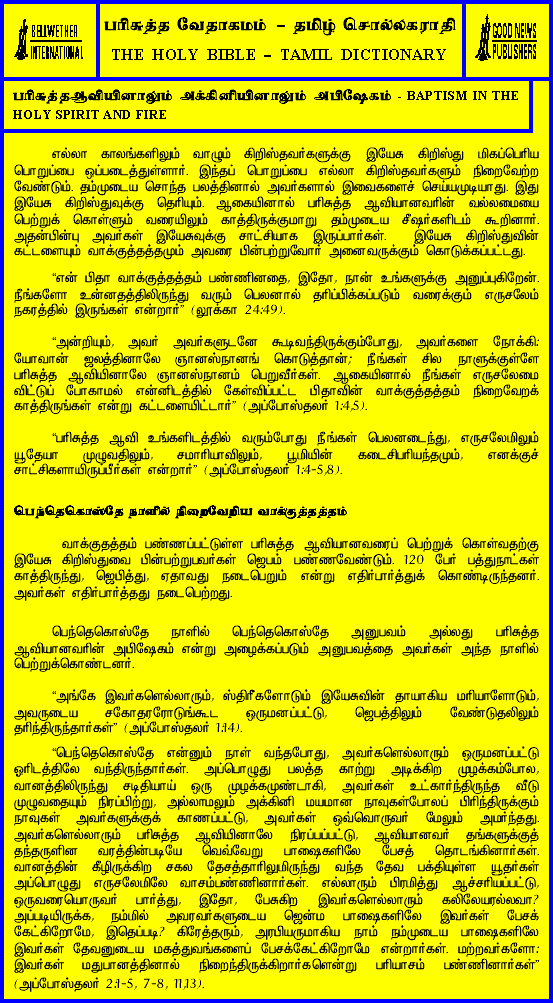 BELLWETHER
INTERNATIONAL
பரிசுத்த வேதாகமம் – தமிழ் சொல்லகராதி
THE HOLY BIBLE – TAMIL DICTIONARY
GOOD NEWS
PUBLISHERS
பரிசுத்தஆவியினாலும் அக்கினியினாலும் அபிஷேகம் - BAPTISM IN THE
HOLY SPIRIT AND FIRE
எல்லா காலங்களிலும் வாழும் கிறிஸ்தவர்களுக்கு இயேசு கிறிஸ்து மிகப்பெரிய
பொறுப்பை ஒப்படைத்துள்ளார். இந்தப் பொறுப்பை எல்லா கிறிஸ்தவர்களும் நிறைவேற்ற
வேண்டும். தம்முடைய சொந்த பலத்தினால் அவர்களால் இவைகளைச் செய்யமுடியாது. இது
இயேசு கிறிஸ்துவுக்கு தெரியும். ஆகையினால் பரிசுத்த ஆவியானவரின் வல்லமையை
பெற்றுக் கொள்ளும் வரையிலும் காத்திருக்குமாறு தம்முடைய சீஷர்களிடம் கூறினார்.
அதன்பின்பு அவர்கள் இயேசுவுக்கு சாட்சியாக இருப்பார்கள். இயேசு கிறிஸ்துவின்
கட்டளையும் வாக்குத்தத்தமும் அவரை பின்பற்றுவோர் அனைவருக்கும் கொடுக்கப்பட்டது.
“என் பிதா வாக்குத்தத்தம் பண்ணினதை, இதோ, நான் உங்களுக்கு அனுப்புகிறேன்.
நீங்களோ உன்னதத்திலிருந்து வரும் பெலனால் தரிப்பிக்கப்படும் வரைக்கும் எருசலேம்
நகரத்தில் இருங்கள் என்றார்” (லூக்கா 24:49).
“அன்றியும், அவர் அவர்களுடனே கூடிவந்திருக்கும்போது, அவர்களை நோக்கி:
யோவான் ஜலத்தினாலே ஞானஸ்நானங் கொடுத்தான்; நீங்கள் சில நாளுக்குள்ளே
பரிசுத்த ஆவியினாலே ஞானஸ்நானம் பெறுவீர்கள். ஆகையினால் நீங்கள் எருசலேமை
விட்டுப் போகாமல் என்னிடத்தில் கேள்விப்பட்ட பிதாவின் வாக்குத்தத்தம் நிறைவேறக்
காத்திருங்கள் என்று கட்டளையிட்டார்” (அப்போஸ்தலர் 1:4,5).
“பரிசுத்த ஆவி உங்களிடத்தில் வரும்போது நீங்கள் பெலனடைந்து, எருசலேமிலும்
யூதேயா முழுவதிலும், சமாரியாவிலும், பூமியின் கடைசிபரியந்தமும், எனக்குச்
சாட்சிகளாயிருப்பீர்கள் என்றார்” (அப்போஸ்தலர் 1:4-5,8).
பெந்தெகொஸ்தே நாளில் நிறைவேறிய வாக்குத்தத்தம்
வாக்குதத்தம் பண்ணப்பட்டுள்ள பரிசுத்த ஆவியானவரைப் பெற்றுக் கொள்வதற்கு
இயேசு கிறிஸ்துவை பின்பற்றுபவர்கள் ஜெபம் பண்ணவேண்டும். 120 பேர் பத்துநாட்கள்
காத்திருந்து, ஜெபித்து, ஏதாவது நடைபெறும் என்று எதிர்பார்த்துக் கொண்டிருந்தனர்.
அவர்கள் எதிர்பார்த்தது நடைபெற்றது.
பெந்தெகொஸ்தே நாளில் பெந்தெகொஸ்தே அனுபவம் அல்லது பரிசுத்த
ஆவியானவரின் அபிஷேகம் என்று அழைக்கப்படும் அனுபவத்தை அவர்கள் அந்த நாளில்
பெற்றுக்கொண்டனர்.
“அங்கே இவர்களெல்லாரும், ஸ்திரீகளோடும் இயேசுவின் தாயாகிய மரியாளோடும்,
அவருடைய சகோதரரோடுங்கூட ஒருமனப்பட்டு, ஜெபத்திலும் வேண்டுதலிலும்
தரித்திருந்தார்கள்” (அப்போஸ்தலர் 1:14).
“பெந்தெகொஸ்தே என்னும் நாள் வந்தபோது, அவர்களெல்லாரும் ஒருமனப்பட்டு
ஓரிடத்திலே வந்திருந்தார்கள். அப்பொழுது பலத்த காற்று அடிக்கிற முழக்கம்போல,
வானத்திலிருந்து சடிதியாய் ஒரு முழக்கமுண்டாகி, அவர்கள் உட்கார்ந்திருந்த வீடு
முழுவதையும் நிரப்பிற்று, அல்லாமலும் அக்கினி மயமான நாவுகள்போலப் பிரிந்திருக்கும்
நாவுகள் அவர்களுக்குக் காணப்பட்டு, அவர்கள் ஒவ்வொருவர் மேலும் அமர்ந்தது.
அவர்களெல்லாரும் பரிசுத்த ஆவியினாலே நிரப்பப்பட்டு, ஆவியானவர் தங்களுக்குத்
தந்தருளின வரத்தின்படியே வெவ்வேறு பாஷைகளிலே பேசத் தொடங்கினார்கள்.
வானத்தின் கீழிருக்கிற சகல தேசத்தாரிலுமிருந்து வந்த தேவ பக்தியுள்ள யூதர்கள்
அப்பொழுது எருசலேமிலே வாசம்பண்ணினார்கள். எல்லாரும் பிரமித்து ஆச்சரியப்பட்டு,
ஒருவரையொருவர் பார்த்து, இதோ, பேசுகிற இவர்களெல்லாரும் கலிலேயரல்லவா?
அப்படியிருக்க, நம்மில் அவரவர்களுடைய ஜென்ம பாஷைகளிலே இவர்கள் பேசக்
கேட்கிறோமே, இதெப்படி? கிரேத்தரும், அரபியருமாகிய நாம் நம்முடைய பாஷைகளிலே
இவர்கள் தேவனுடைய மகத்துவங்களைப் பேசக்கேட்கிறோமே என்றார்கள். மற்றவர்களோ:
இவர்கள் மதுபானத்தினால் நிறைந்திருக்கிறார்களென்று பரியாசம் பண்ணினார்கள்”
(அப்போஸ்தலர் 2:1-5, 7-8, 11,13).